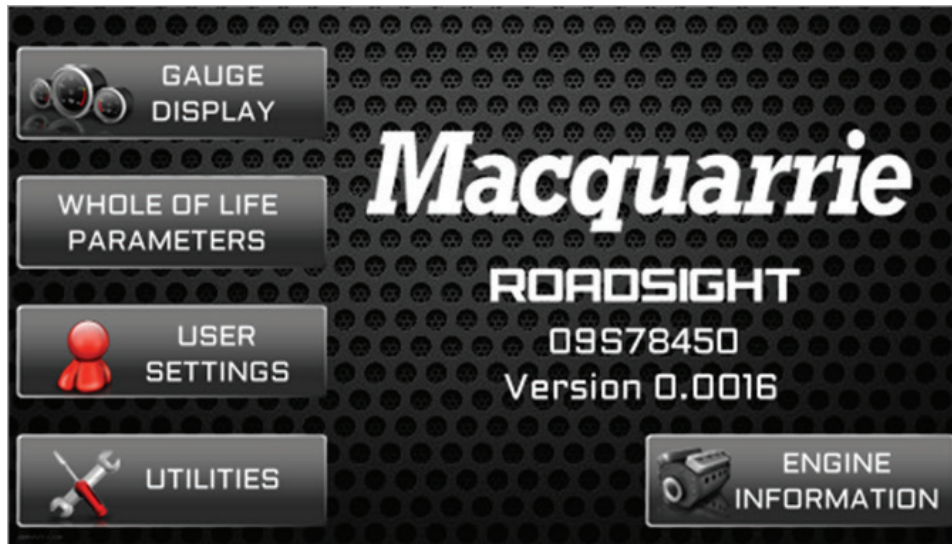 GAUGE
DISPLAY
WHOLE OF LIFE
PARAMETERS
USER
SETTINGS
UTILITIES
Macquarrie
ROADSIGHT
09S78450
Version 0.0016
ENGINE
INFORMATION